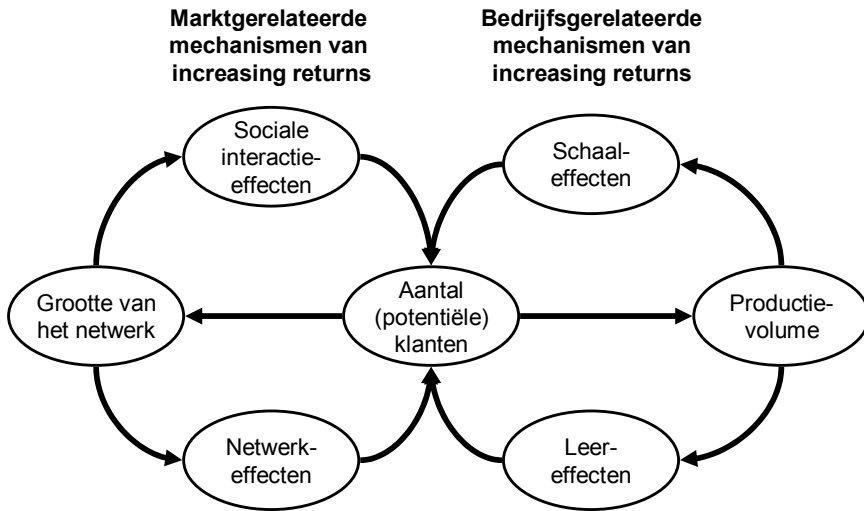 Marktgerelateerde
mechanismen van
increasing returns
Bedrijfsgerelateerde
mechanismen van
increasing returns
Sociale
interactie-
effecten
Schaal-
effecten
Grootte van
het netwerk
Aantal
(potentiële)
klanten
Productie-
volume
Netwerk-
effecten
Leer-
effecten